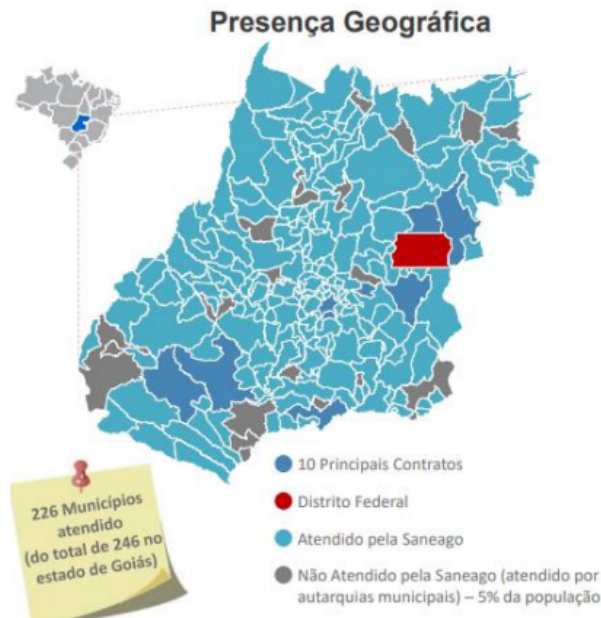 Presença Geográfica
226 Municípios
atendido
(do total de 246 no
estado de Goiás)
10 Principais Contratos
Distrito Federal
Atendido pela Saneago
Não Atendido pela Saneago (atendido por
autarquias municipais) – 5% da população